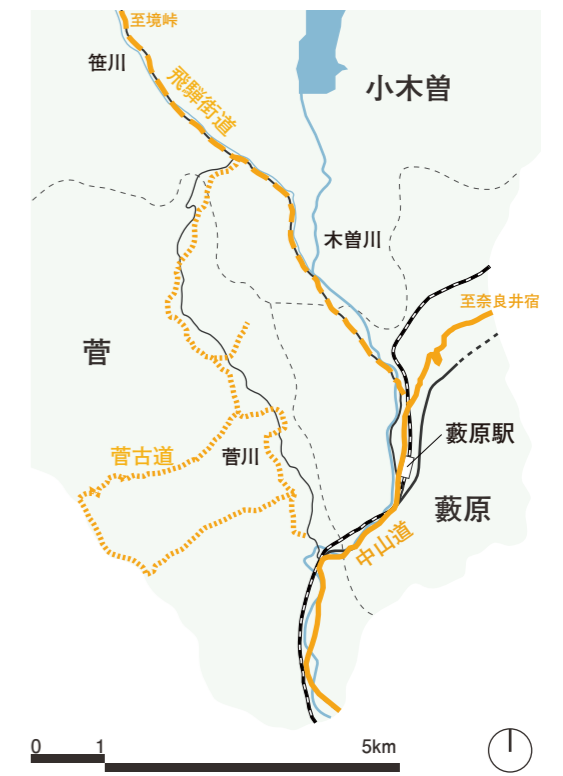 至境峠
笹川
飛騨街道
小木曽
木曽川
至奈良井宿
菅
藪原駅
菅古道
菅川
藪原
中山道
0 1 5km